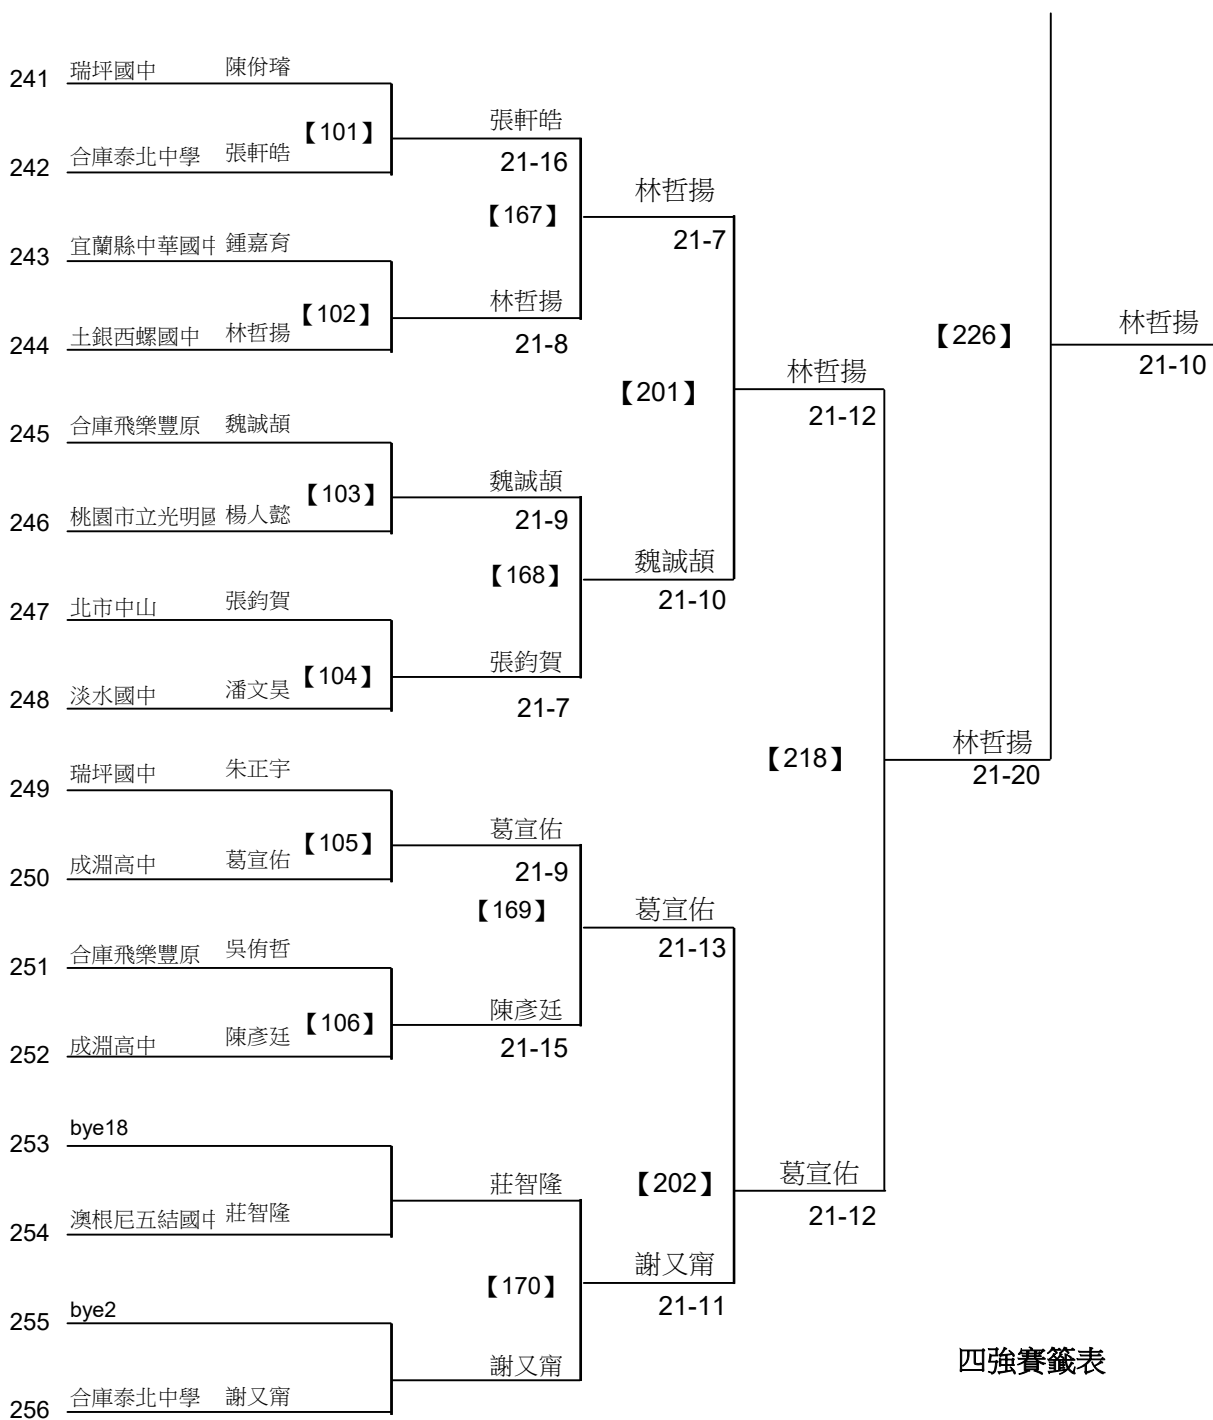 241 瑞坪國中 陳佾璿
【101】 張軒皓
242 合庫泰北中學 張軒皓 21-16
林哲揚
【167】 21-7
243 宜蘭縣中華國中 鍾嘉育
【102】 林哲揚
244 土銀西螺國中 林哲揚 21-8
【226】 林哲揚
21-10
【201】 林哲揚
21-12
245 合庫飛樂豐原 魏誠頡
【103】 魏誠頡
246 桃園市立光明國 楊人懿 21-9
【168】 魏誠頡
21-10
247 北市中山 張鈞賀
【104】 張鈞賀
248 淡水國中 潘文昊 21-7
【218】 林哲揚
21-20
249 瑞坪國中 朱正宇
【105】 葛宣佑
250 成淵高中 葛宣佑 21-9
【169】 葛宣佑
21-13
251 合庫飛樂豐原 吳侑哲
【106】 陳彥廷
252 成淵高中 陳彥廷 21-15
253 bye18
莊智隆
【202】 葛宣佑
21-12
254 澳根尼五結國中 莊智隆
【170】 謝又甯
21-11
255 bye2
謝又甯
256 合庫泰北中學 謝又甯
四強賽籤表